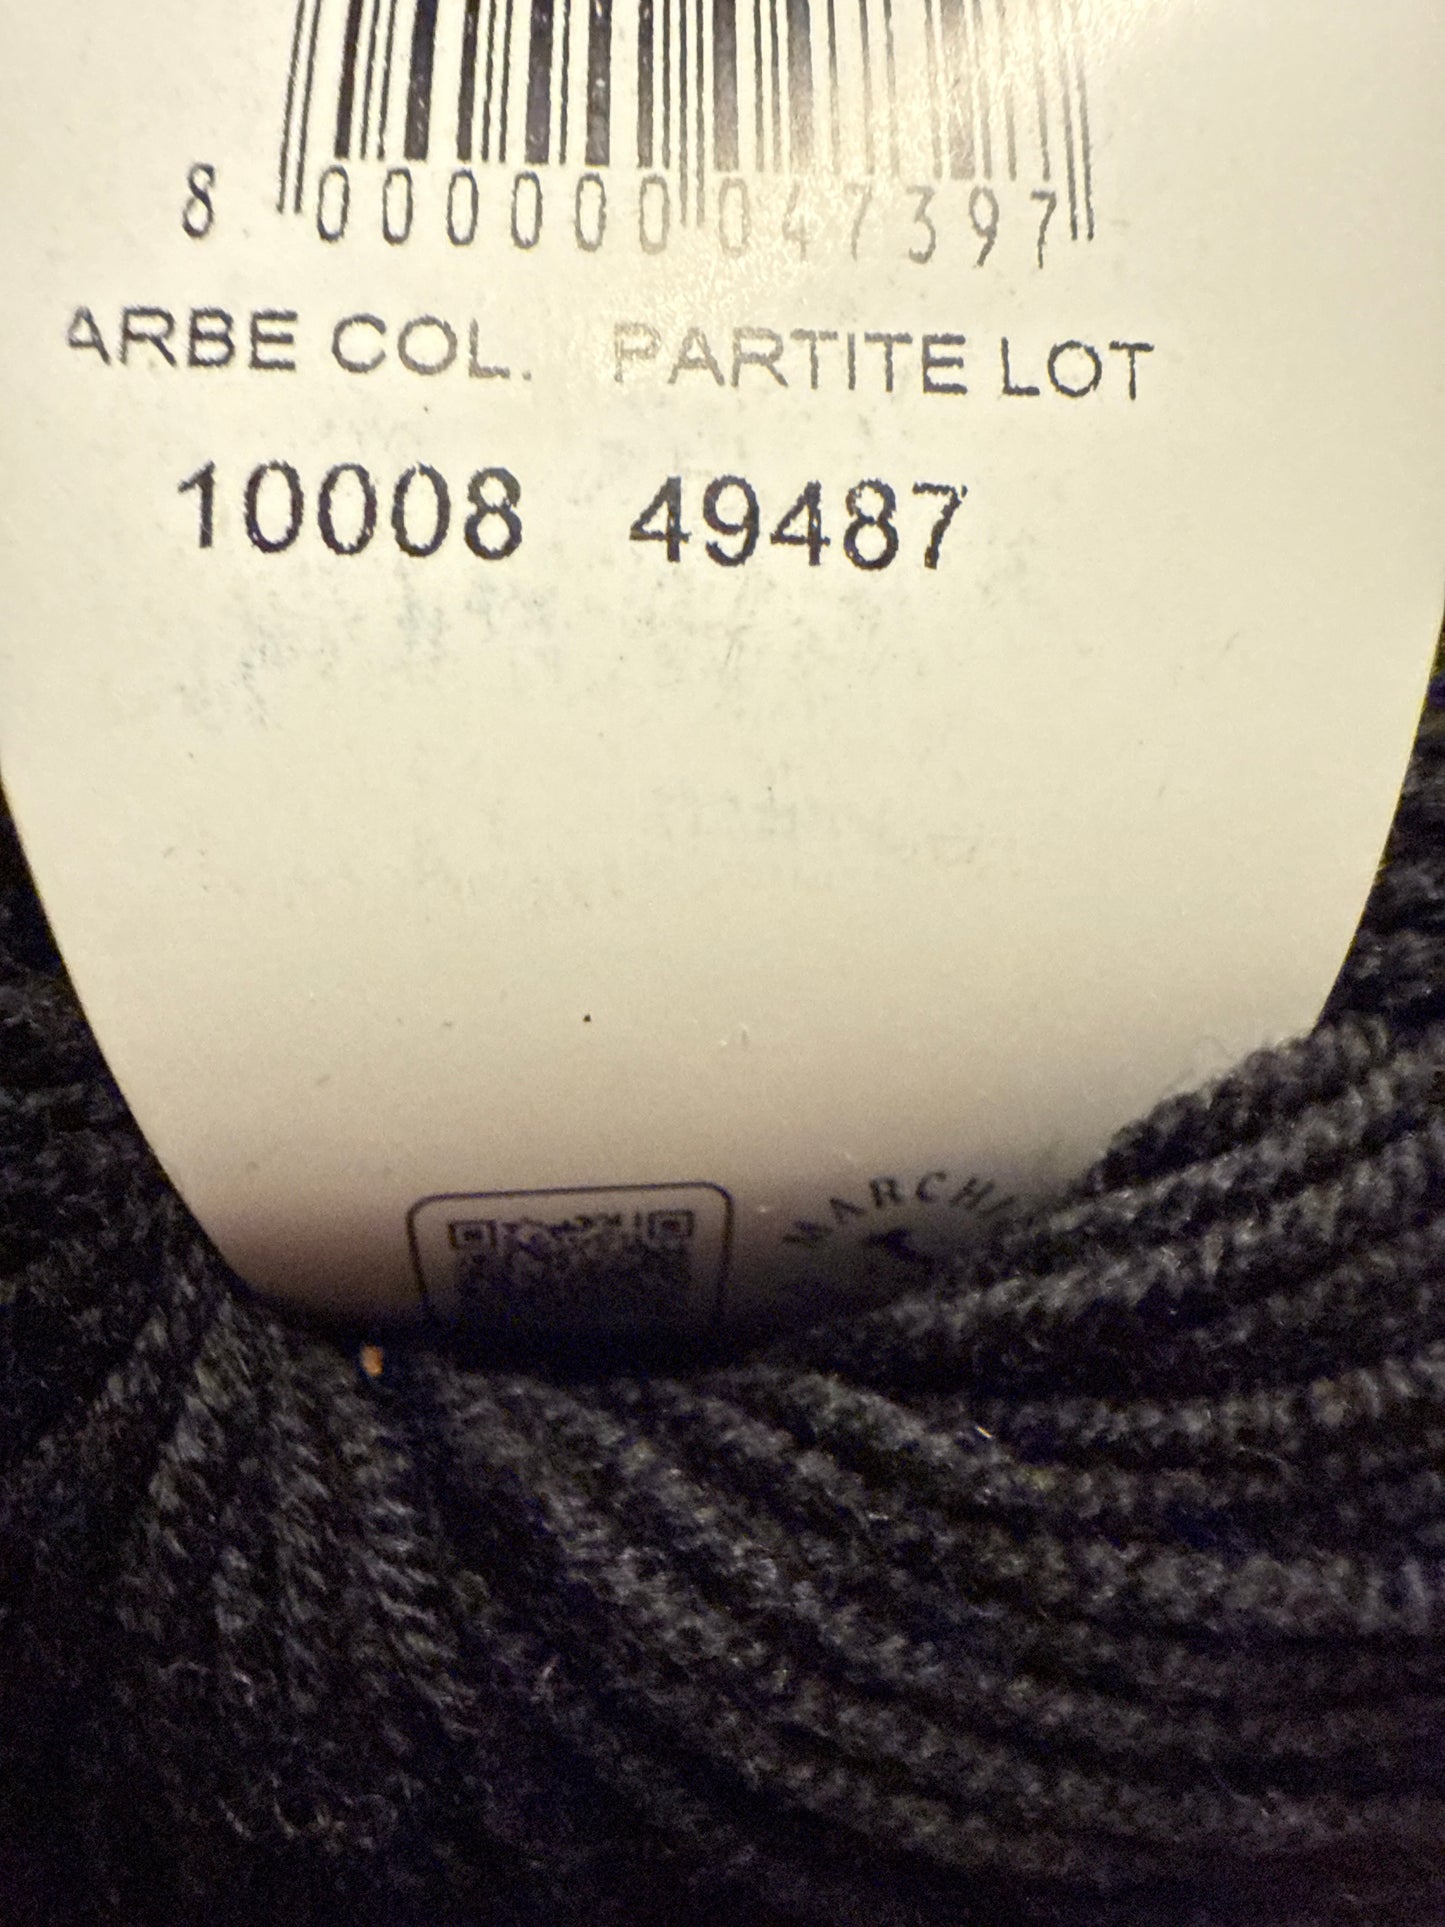 8 000000 047397
ARBE COL. PARTITE LOT
10008 49487